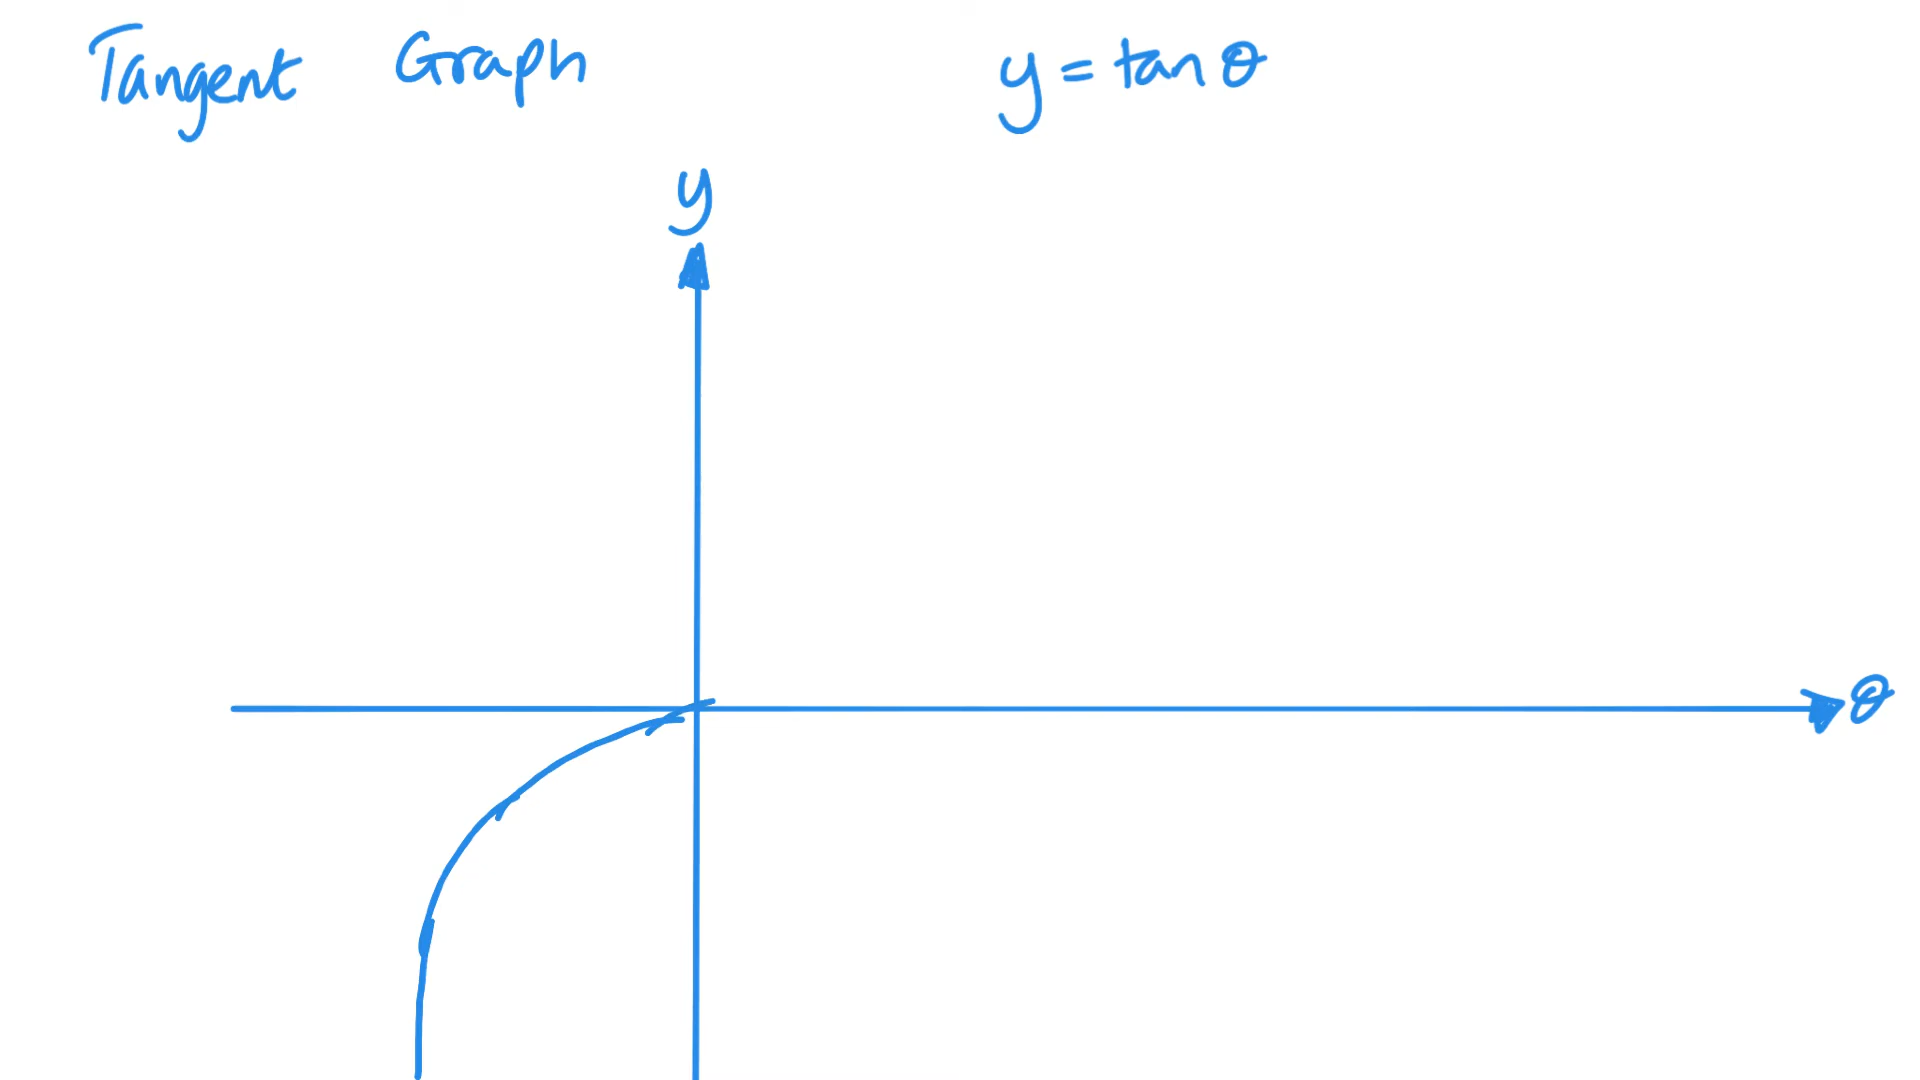 Tangent Graph y = tan θ
y
θ